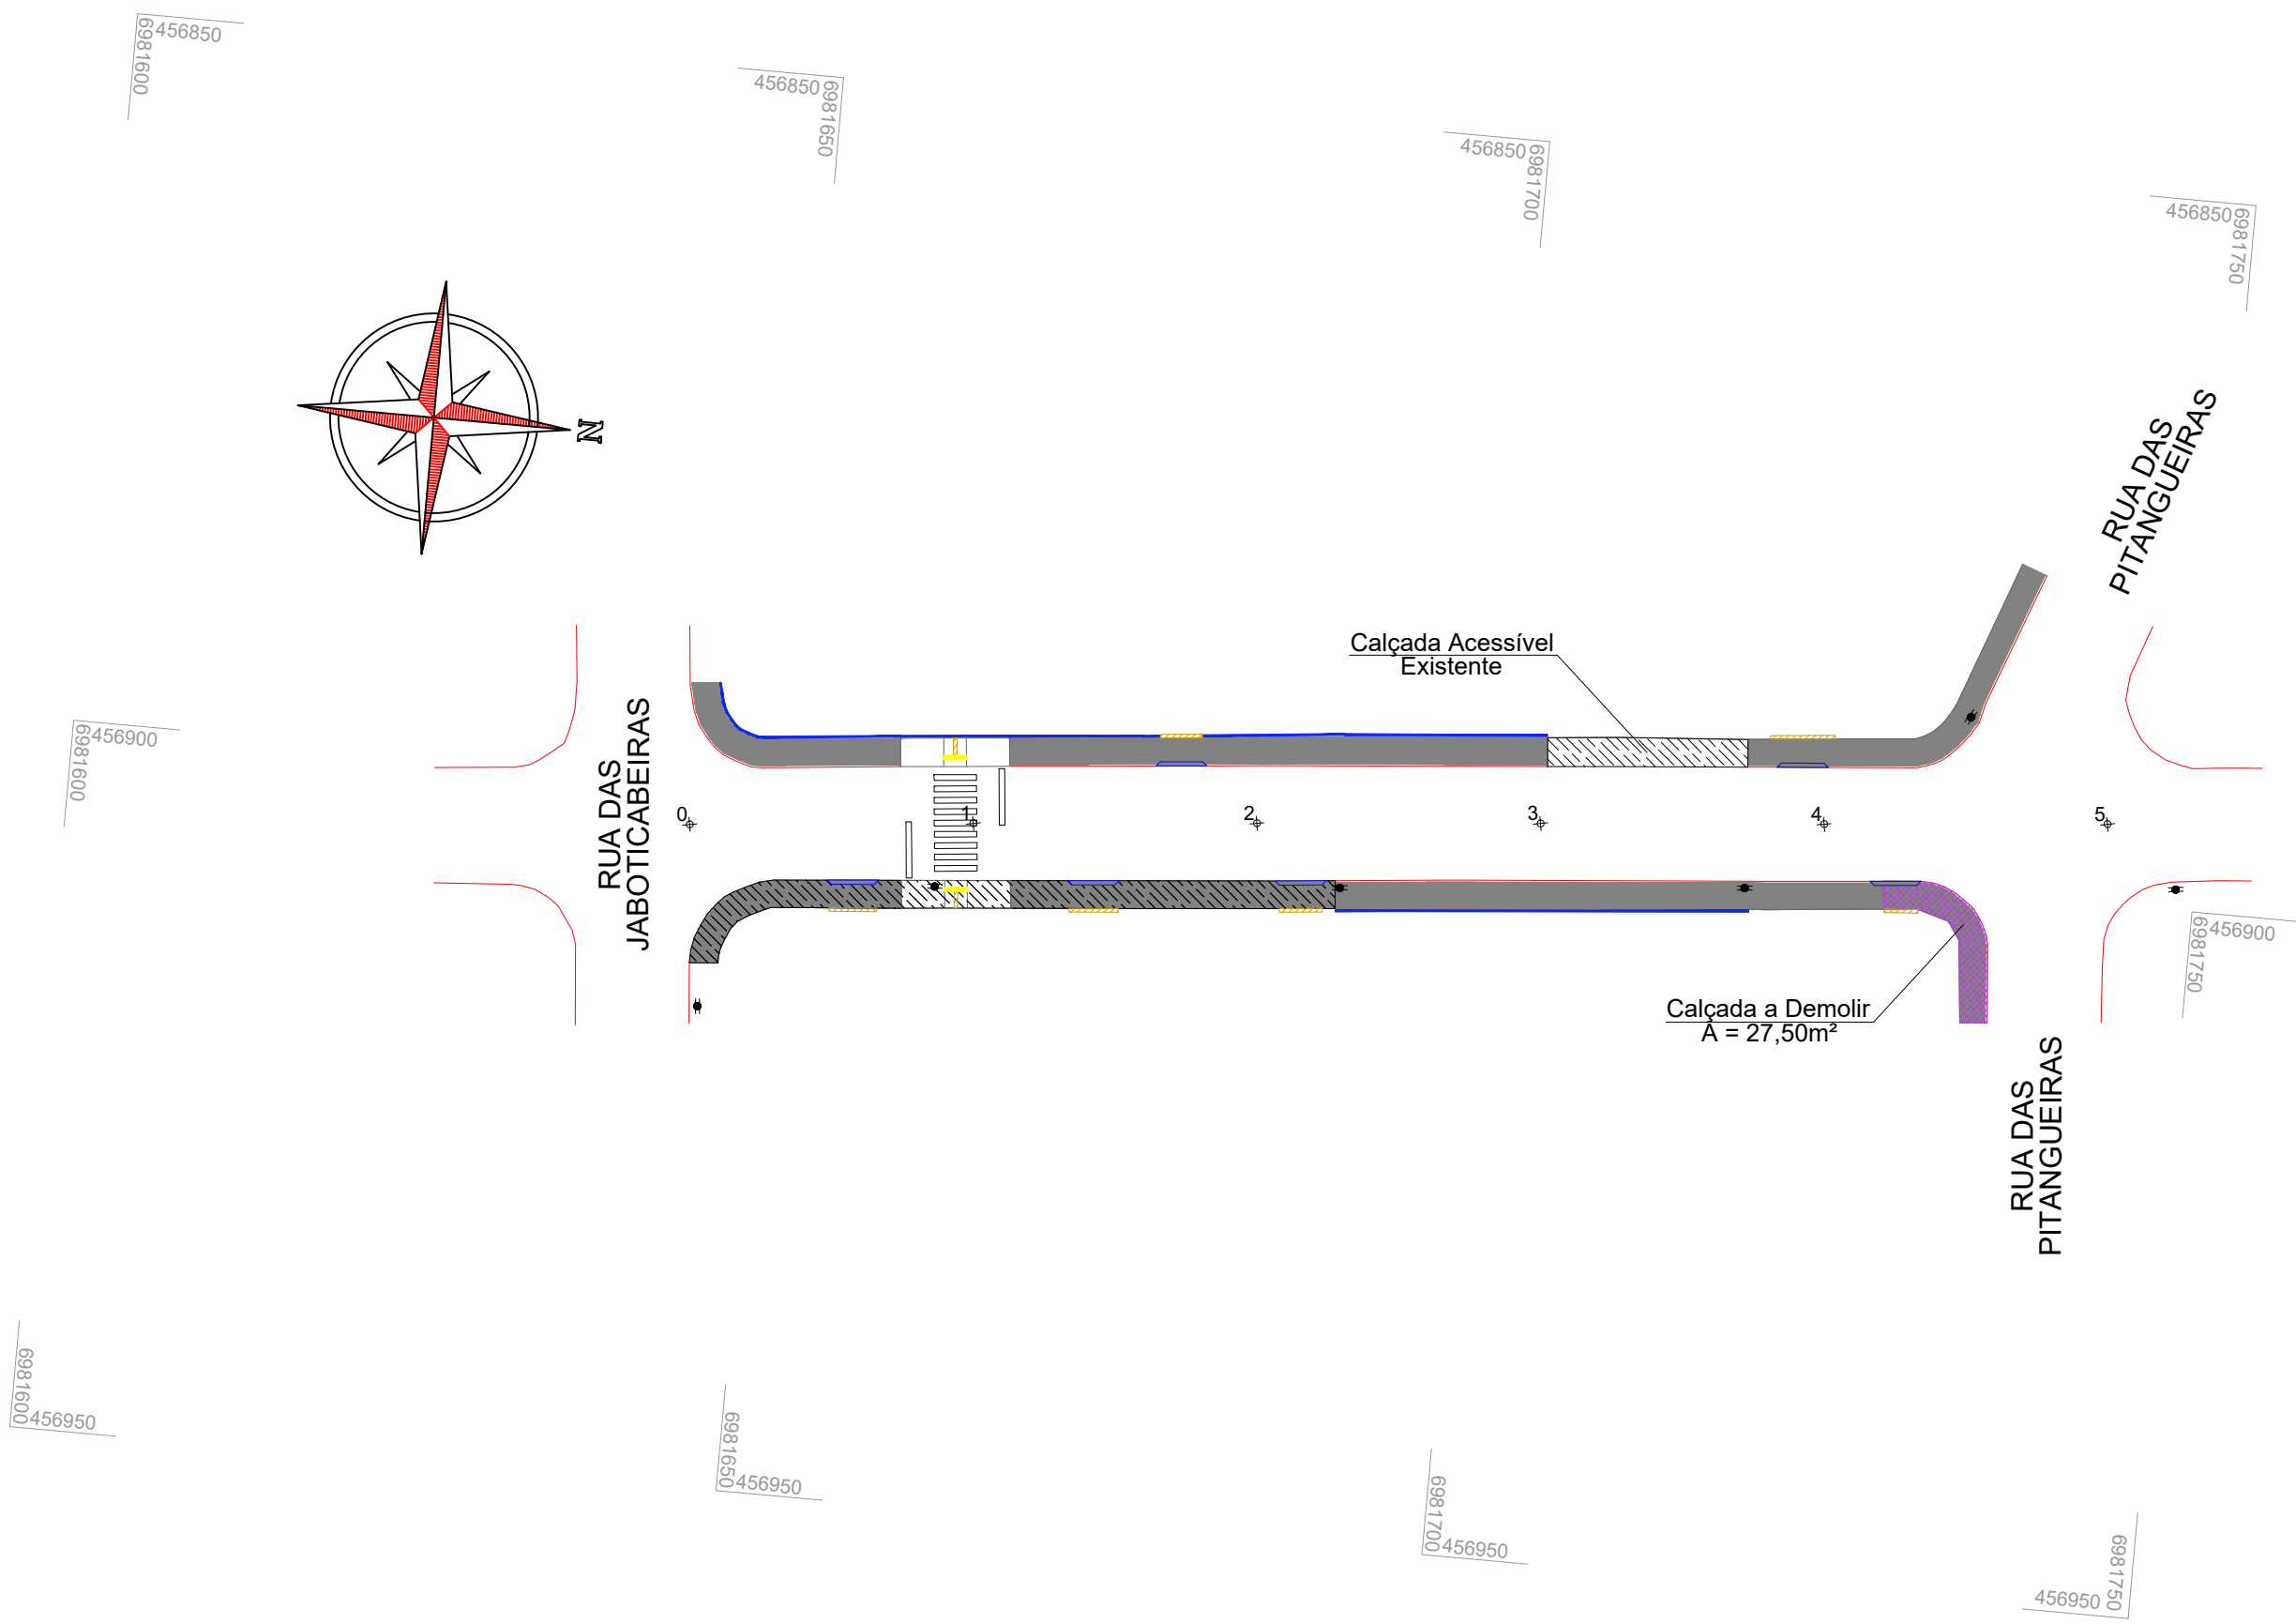 456850
6981600
456850
6981650
456850
6981700
456850
6981750
N
RUA DAS
PITANGUEIRAS
Calçada Acessível
Existente
456900
6981600
RUA DAS
JABOTICABEIRAS
0
1
2
3
4
5
456900
6981750
Calçada a Demolir
A = 27,50m²
RUA DAS
PITANGUEIRAS
6981600
456950
6981650
456950
6981700
456950
6981750
456950